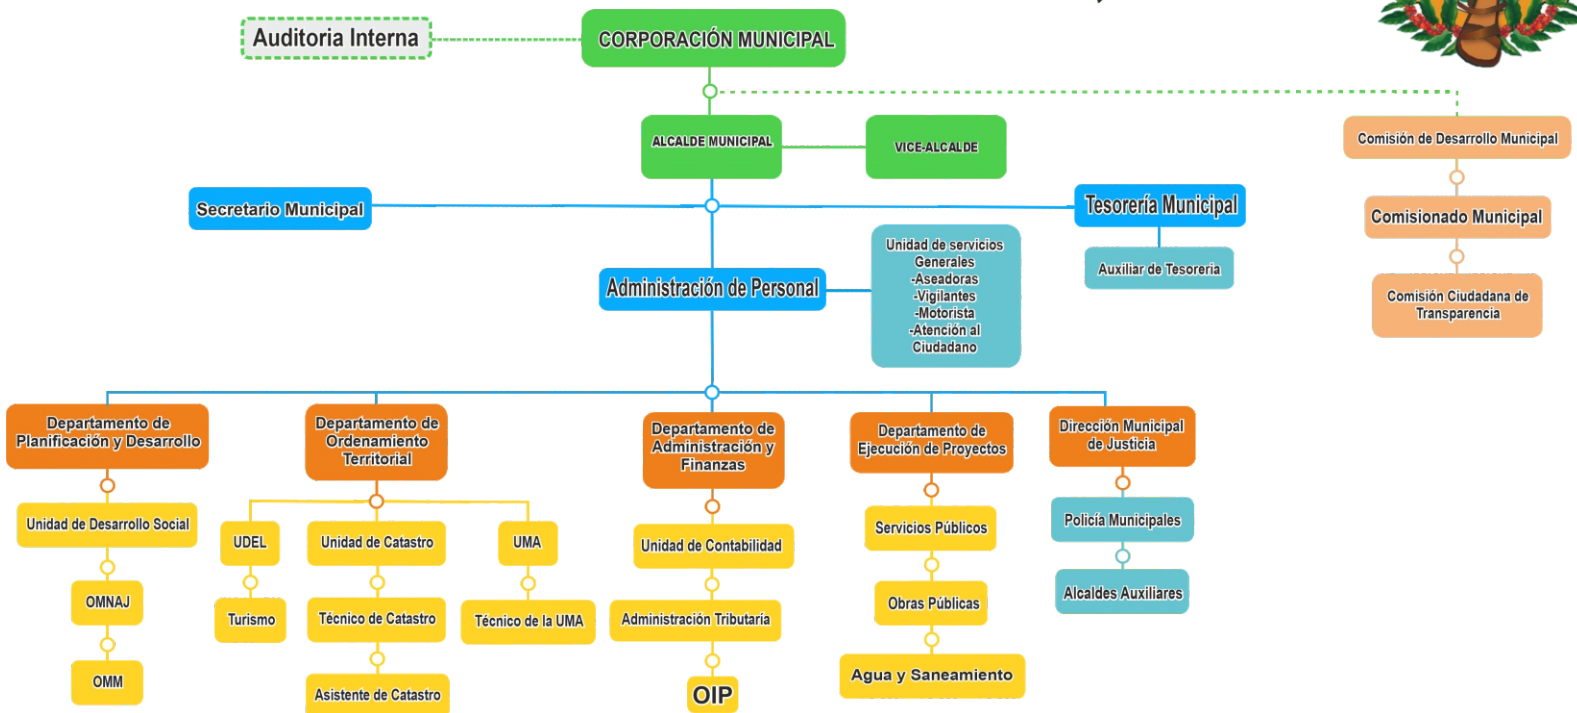 Auditoria Interna
CORPORACIÓN MUNICIPAL
ALCALDE MUNICIPAL
VICE-ALCALDE
Comisión de Desarrollo Municipal
Secretario Municipal
Tesorería Municipal
Comisionado Municipal
Unidad de servicios
Generales
-Aseadoras
-Vigilantes
-Motorista
-Atención al
Ciudadano
Auxiliar de Tesoreria
Administración de Personal
Comisión Ciudadana de
Transparencia
Departamento de
Planificación y Desarrollo
Departamento de
Ordenamiento
Territorial
Departamento de
Administración y
Finanzas
Departamento de
Ejecución de Proyectos
Dirección Municipal
de Justicia
Unidad de Desarrollo Social
UDEL
Unidad de Catastro
UMA
Unidad de Contabilidad
Servicios Públicos
Policía Municipales
OMNAJ
Turismo
Técnico de Catastro
Técnico de la UMA
Administración Tributaria
Obras Públicas
Alcaldes Auxiliares
OMM
Asistente de Catastro
OIP
Agua y Saneamiento